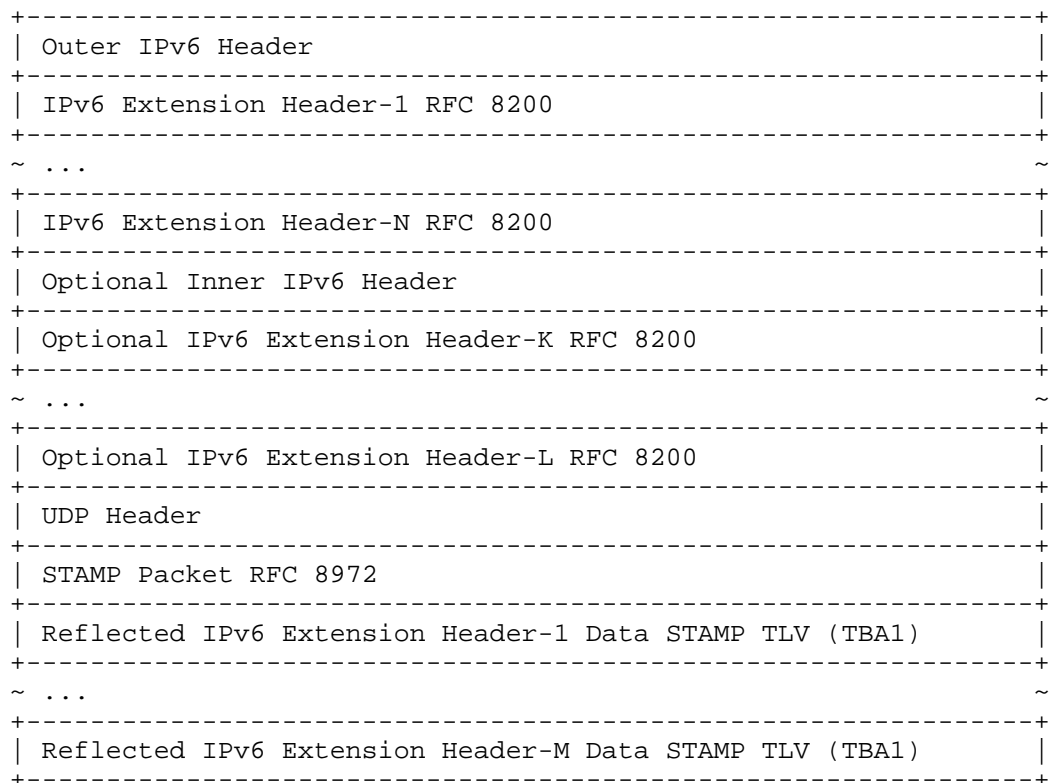 Outer IPv6 Header
IPv6 Extension Header-1 RFC 8200
...
IPv6 Extension Header-N RFC 8200
Optional Inner IPv6 Header
Optional IPv6 Extension Header-K RFC 8200
...
Optional IPv6 Extension Header-L RFC 8200
UDP Header
STAMP Packet RFC 8972
Reflected IPv6 Extension Header-1 Data STAMP TLV (TBA1)
...
Reflected IPv6 Extension Header-M Data STAMP TLV (TBA1)